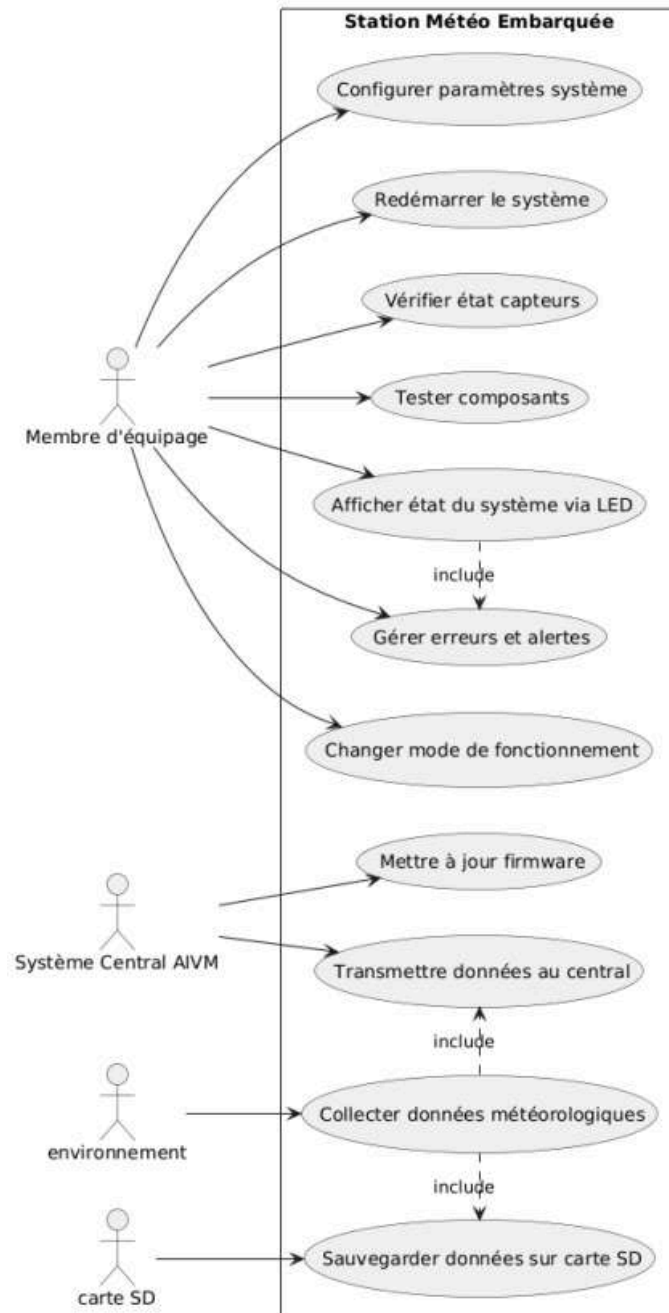 Station Météo Embarquée
Configurer paramètres système
Redémarrer le système
Vérifier état capteurs
Tester composants
Membre d'équipage
Afficher état du système via LED
include
Gérer erreurs et alertes
Changer mode de fonctionnement
Mettre à jour firmware
Système Central AIVM
Transmettre données au central
include
Collecter données météorologiques
environnement
include
Sauvegarder données sur carte SD
carte SD